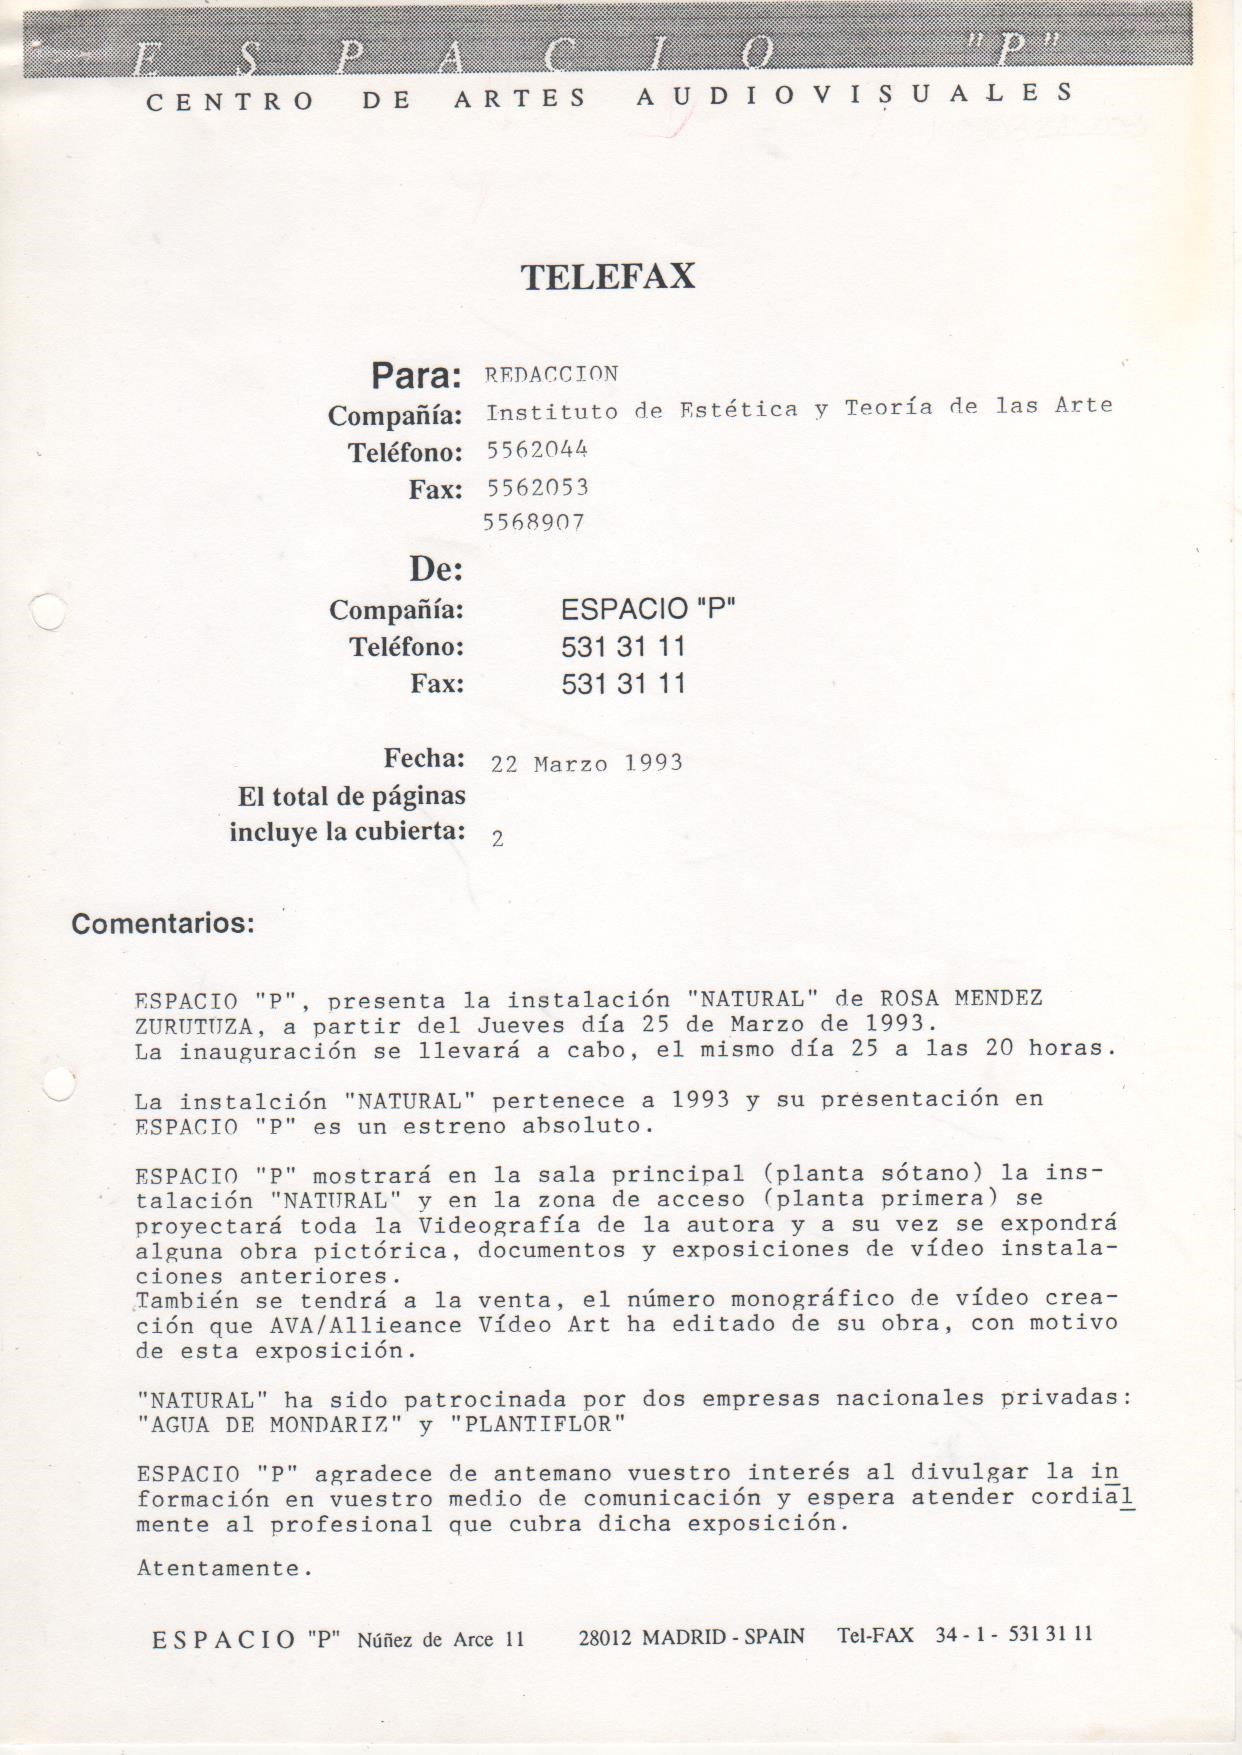 ESPACIO "P"
CENTRO DE ARTES AUDIOVISUALES
TELEFAX
Para: REDACCION
Compañía: Instituto de Estética y Teoría de las Arte
Teléfono: 5562044
Fax: 5562053
5568907
De:
Compañía: ESPACIO "P"
Teléfono: 531 31 11
Fax: 531 31 11
Fecha: 22 Marzo 1993
El total de páginas
incluye la cubierta: 2
Comentarios:
ESPACIO "P", presenta la instalación "NATURAL" de ROSA MENDEZ
ZURUTUZA, a partir del Jueves día 25 de Marzo de 1993.
La inauguración se llevará a cabo, el mismo día 25 a las 20 horas.
La instalción "NATURAL" pertenece a 1993 y su presentación en
ESPACIO "P" es un estreno absoluto.
ESPACIO "P" mostrará en la sala principal (planta sótano) la ins-
talación "NATURAL" y en la zona de acceso (planta primera) se
proyectará toda la Videografía de la autora y a su vez se expondrá
alguna obra pictórica, documentos y exposiciones de vídeo instala-
ciones anteriores.
También se tendrá a la venta, el número monográfico de vídeo crea-
ción que AVA/Allieance Vídeo Art ha editado de su obra, con motivo
de esta exposición.
"NATURAL" ha sido patrocinada por dos empresas nacionales privadas:
"AGUA DE MONDARIZ" y "PLANTIFLOR"
ESPACIO "P" agradece de antemano vuestro interés al divulgar la in
formación en vuestro medio de comunicación y espera atender cordial
mente al profesional que cubra dicha exposición.
Atentamente.
ESPACIO "P" Núñez de Arce 11 28012 MADRID - SPAIN Tel-FAX 34 - 1 - 531 31 11